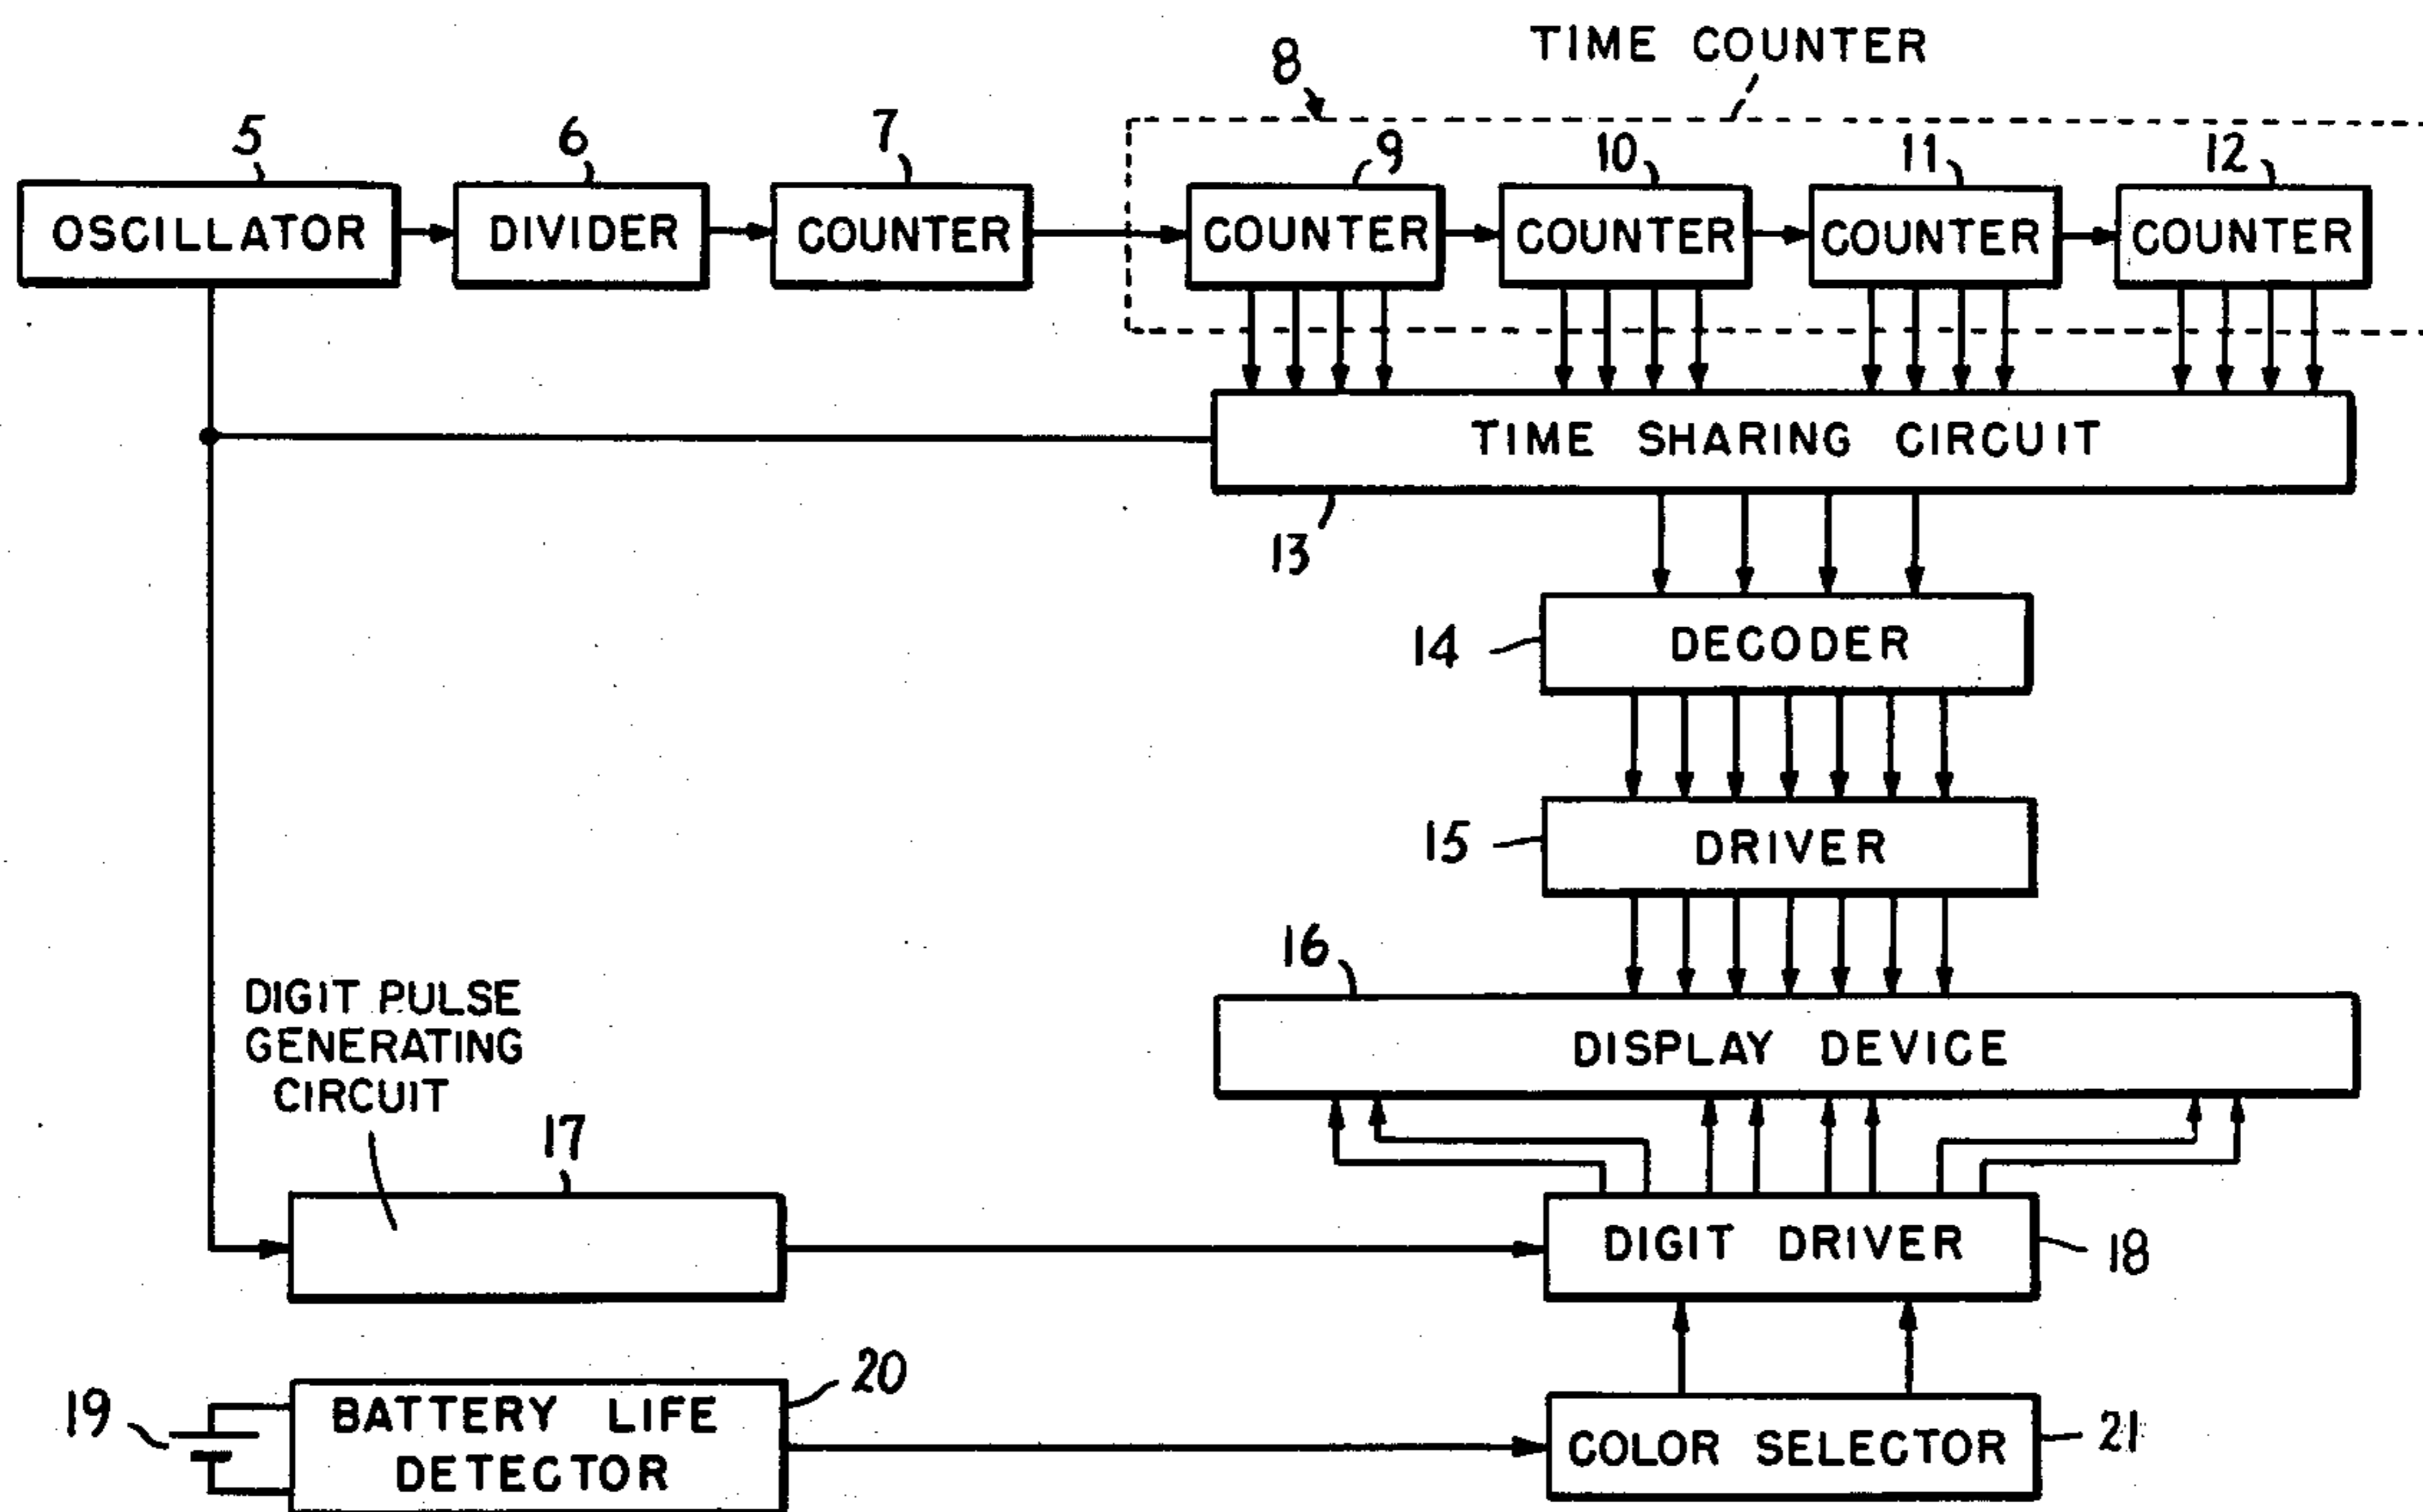 TIME COUNTER
8
5
6
7
9
10
11
12
OSCILLATOR
DIVIDER
COUNTER
COUNTER
COUNTER
COUNTER
COUNTER
TIME SHARING CIRCUIT
13
14
DECODER
15
DRIVER
16
DISPLAY DEVICE
DIGIT PULSE
GENERATING
CIRCUIT
17
DIGIT DRIVER
18
19
BATTERY LIFE
DETECTOR
20
COLOR SELECTOR
21